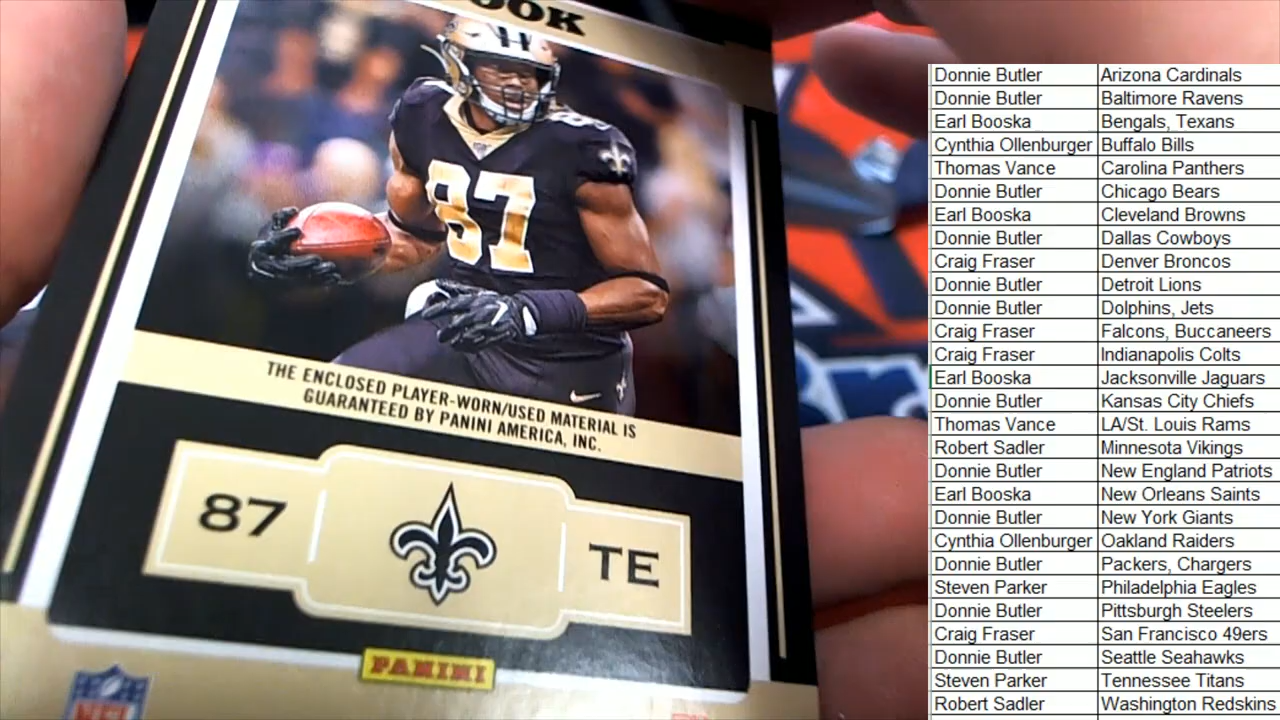 OOK
87
87
THE ENCLOSED PLAYER-WORN/USED MATERIAL IS
GUARANTEED BY PANINI AMERICA, INC.
87 TE
PANINI
NFL
Donnie Butler Arizona Cardinals
Donnie Butler Baltimore Ravens
Earl Booska Bengals, Texans
Cynthia Ollenburger Buffalo Bills
Thomas Vance Carolina Panthers
Donnie Butler Chicago Bears
Earl Booska Cleveland Browns
Donnie Butler Dallas Cowboys
Craig Fraser Denver Broncos
Donnie Butler Detroit Lions
Donnie Butler Dolphins, Jets
Craig Fraser Falcons, Buccaneers
Craig Fraser Indianapolis Colts
Earl Booska Jacksonville Jaguars
Donnie Butler Kansas City Chiefs
Thomas Vance LA/St. Louis Rams
Robert Sadler Minnesota Vikings
Donnie Butler New England Patriots
Earl Booska New Orleans Saints
Donnie Butler New York Giants
Cynthia Ollenburger Oakland Raiders
Donnie Butler Packers, Chargers
Steven Parker Philadelphia Eagles
Donnie Butler Pittsburgh Steelers
Craig Fraser San Francisco 49ers
Donnie Butler Seattle Seahawks
Steven Parker Tennessee Titans
Robert Sadler Washington Redskins